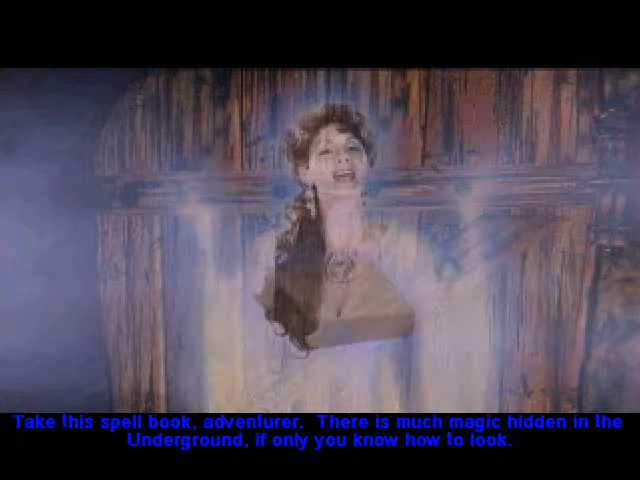 Take this spell book, adventurer.  There is much magic hidden in the
Underground, if only you know how to look.